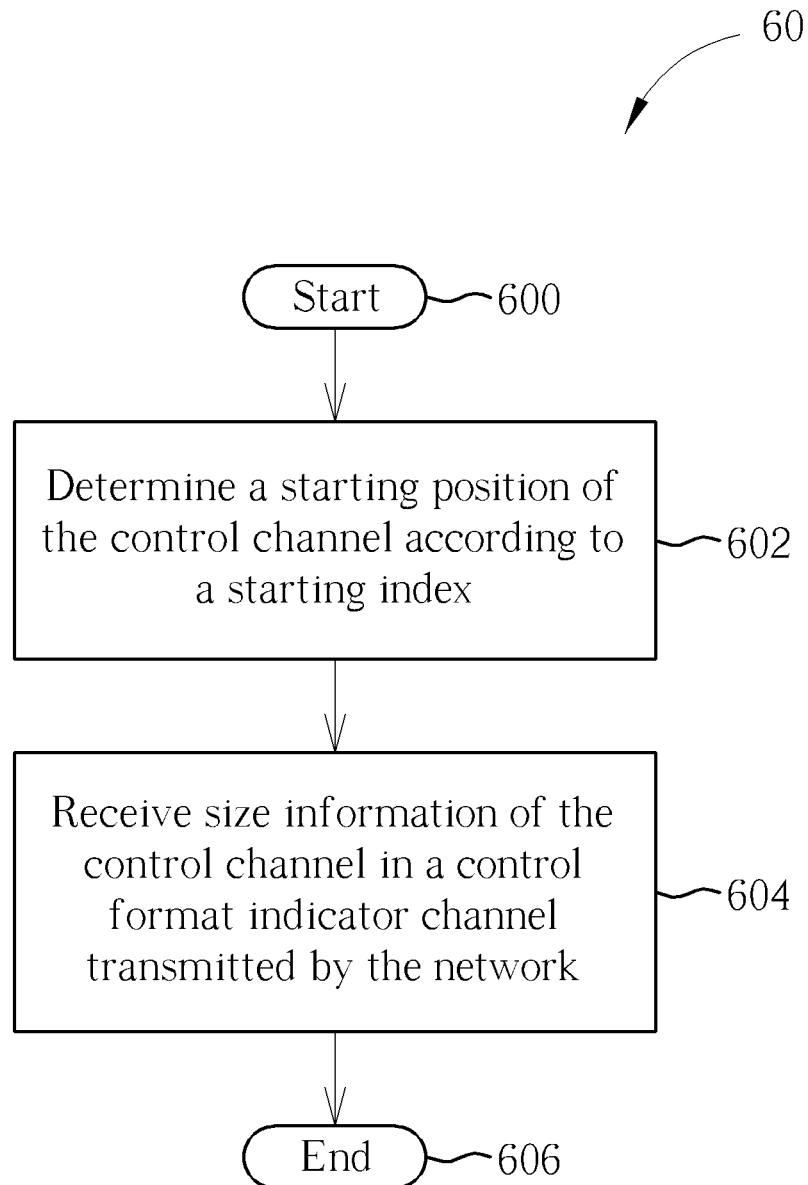 60
Start
600
Determine a starting position of
the control channel according to
a starting index
602
Receive size information of the
control channel in a control
format indicator channel
transmitted by the network
604
End
606